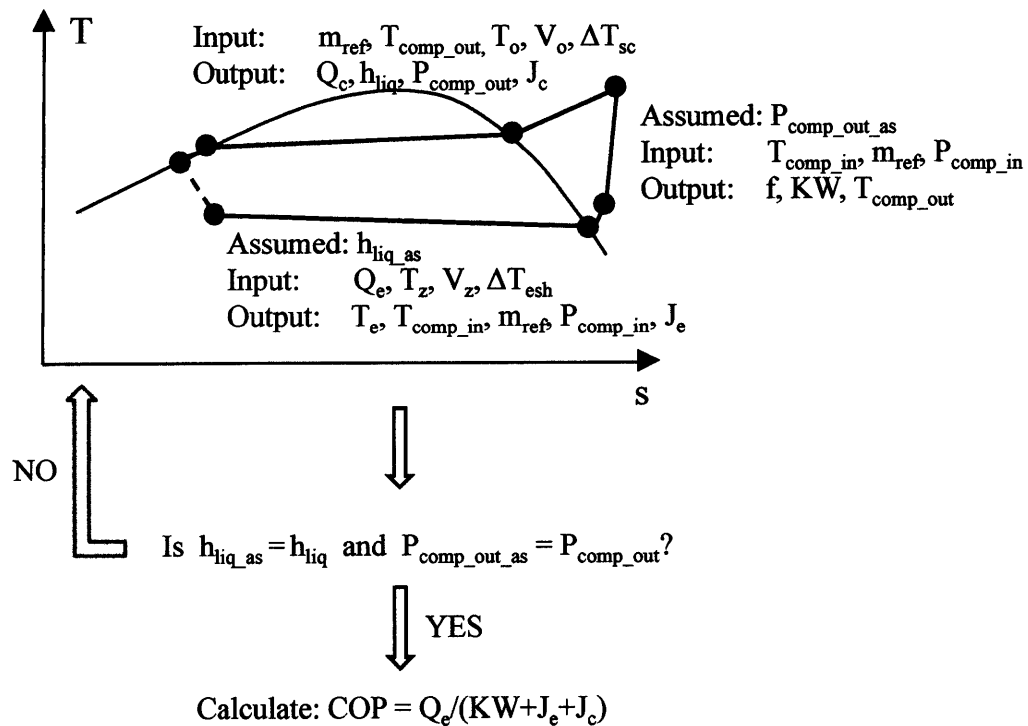 T
Input: m_ref, T_comp_out, T_o, V_o, ΔT_sc
Output: Q_c, h_liq, P_comp_out, J_c
Assumed: P_comp_out_as
Input: T_comp_in, m_ref, P_comp_in
Output: f, KW, T_comp_out
Assumed: h_liq_as
Input: Q_e, T_z, V_z, ΔT_esh
Output: T_e, T_comp_in, m_ref, P_comp_in, J_e
s
NO
Is h_liq_as = h_liq and P_comp_out_as = P_comp_out?
YES
Calculate: COP = Q_e/(KW+J_e+J_c)